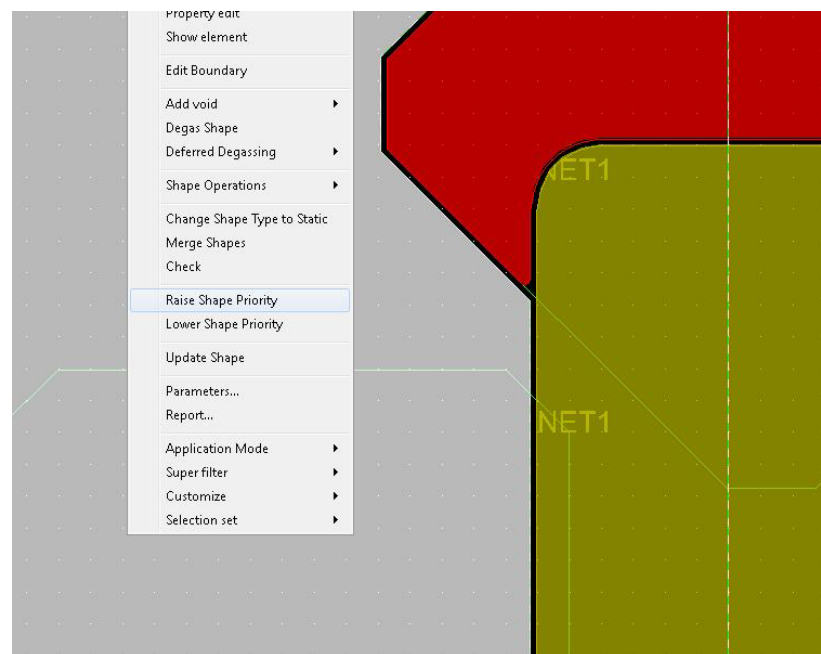 Property edit
Show element
Edit Boundary
Add void
Degas Shape
Deferred Degassing
Shape Operations
Change Shape Type to Static
Merge Shapes
Check
Raise Shape Priority
Lower Shape Priority
Update Shape
Parameters...
Report...
Application Mode
Super filter
Customize
Selection set
NET1
NET1